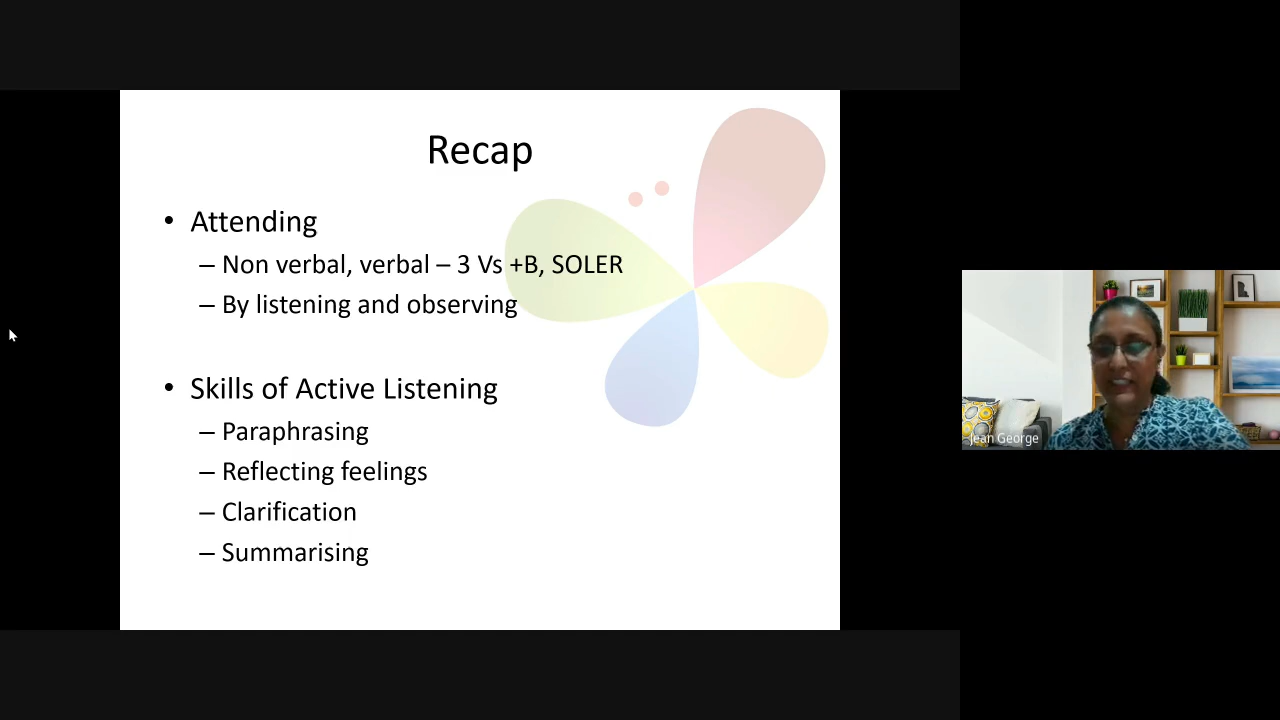 Recap
• Attending
– Non verbal, verbal – 3 Vs +B, SOLER
– By listening and observing
• Skills of Active Listening
– Paraphrasing
– Reflecting feelings
– Clarification
– Summarising
Jean George